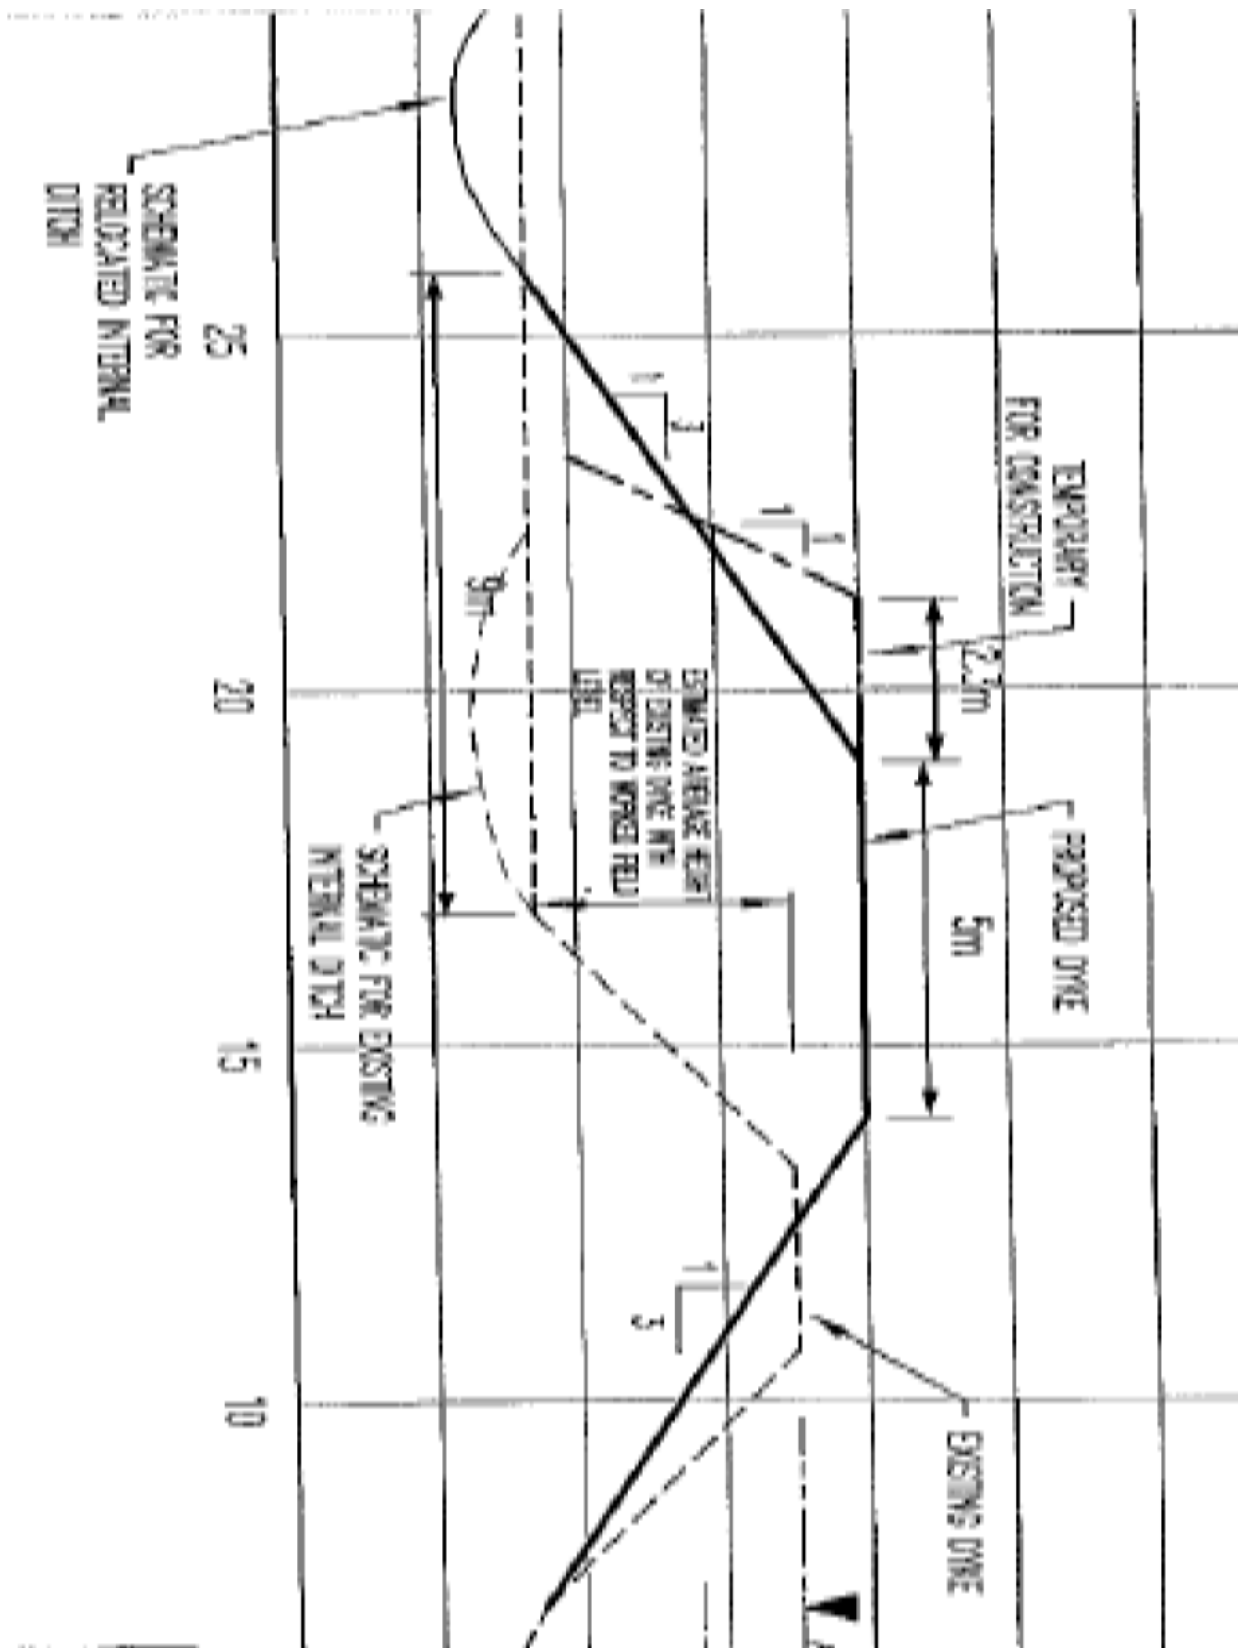 TEMPORARY
FOR CONSTRUCTION
PROPOSED DYKE
EXISTING DYKE
5m
1
1
3
1
1
3
ESTIMATED AVERAGE HEIGHT
OF EXISTING DYKE WITH
RESPECT TO WORKED FIELD
LEVEL
9m
SCHEMATIC FOR EXISTING
INTERNAL DITCH
SCHEMATIC FOR
RELOCATED INTERNAL
DITCH
25
20
15
10